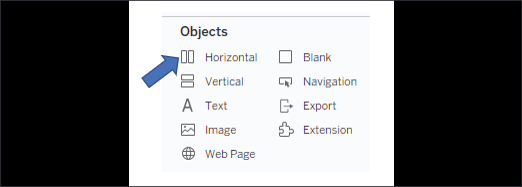 Objects
Horizontal Blank
Vertical Navigation
Text Export
Image Extension
Web Page